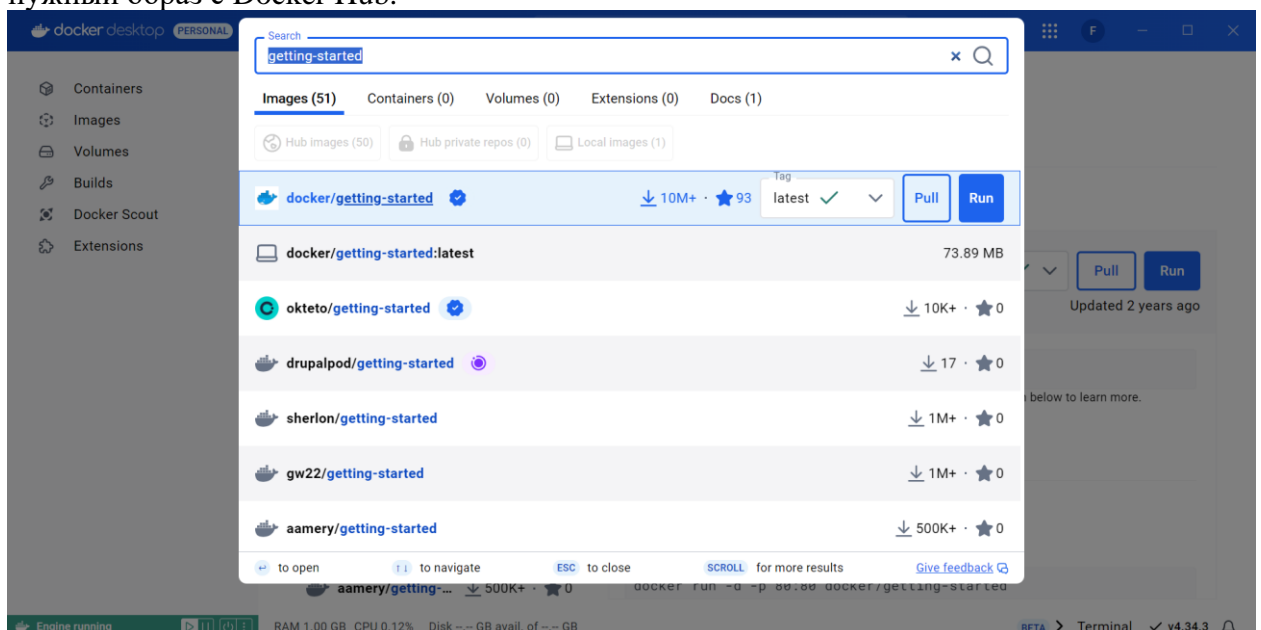 нужный образ с Docker Hub.
docker desktop PERSONAL
F
Search
getting-started
Containers
Images
Volumes
Builds
Docker Scout
Extensions
Images (51) Containers (0) Volumes (0) Extensions (0) Docs (1)
Hub images (50) Hub private repos (0) Local images (1)
docker/getting-started 10M+ · 93 Tag latest Pull Run
docker/getting-started:latest 73.89 MB
Pull Run
okteto/getting-started 10K+ · 0
Updated 2 years ago
drupalpod/getting-started 17 · 0
below to learn more.
sherlon/getting-started 1M+ · 0
gw22/getting-started 1M+ · 0
aamery/getting-started 500K+ · 0
to open to navigate ESC to close SCROLL for more results Give feedback
aamery/getting-... 500K+ · 0 docker run -d -p 80:80 docker/getting-started
Engine running RAM 1.00 GB CPU 0.12% Disk -.-- GB avail. of -.-- GB BETA Terminal v4.34.3